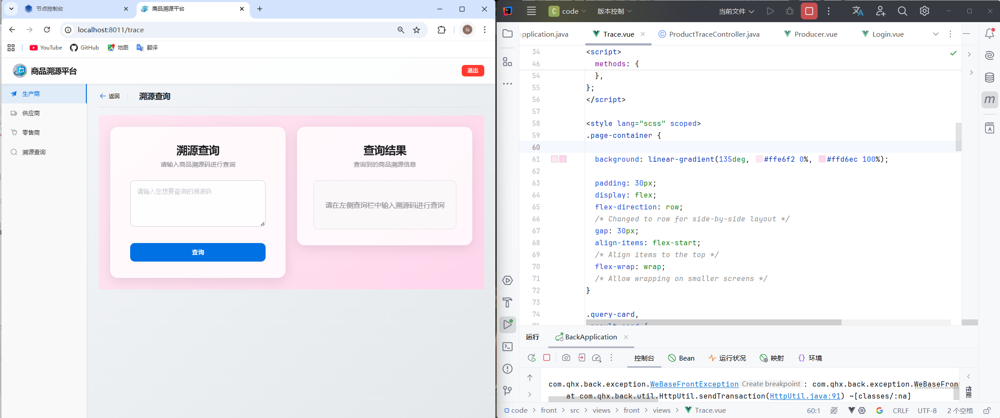 节点控制台
商品溯源平台
localhost:8011/trace
YouTube
GitHub
地图
翻译
商品溯源平台
退出
生产商
供应商
零售商
溯源查询
返回
溯源查询
溯源查询
请输入商品溯源码进行查询
请输入您想要查询的溯源码
查询
查询结果
查询到的商品溯源信息
请在左侧查询栏中输入溯源码进行查询
C code
版本控制
当前文件
pplication.java
Trace.vue
ProductTraceController.java
Producer.vue
Login.vue
34 <script>
46 methods: {
54 },
55 };
56 </script>
57
58 <style lang="scss" scoped>
59 .page-container {
60
61 background: linear-gradient(135deg, #ffe6f2 0%, #ffd6ec 100%);
62
63 padding: 30px;
64 display: flex;
65 flex-direction: row;
66 /* Changed to row for side-by-side layout */
67 gap: 30px;
68 align-items: flex-start;
69 /* Align items to the top */
70 flex-wrap: wrap;
71 /* Allow wrapping on smaller screens */
72 }
73
74 .query-card,
运行
BackApplication
控制台
Bean
运行状况
映射
环境
com.qhx.back.exception.WeBaseFrontException Create breakpoint : com.qhx.back.exception.WeBaseFron
at com.qhx.back.util.HttpUtil.sendTransaction(HttpUtil.java:91) ~[classes/:na]
code > front > src > views > front > views > Trace.vue
60:1
CRLF
UTF-8
2 个空格